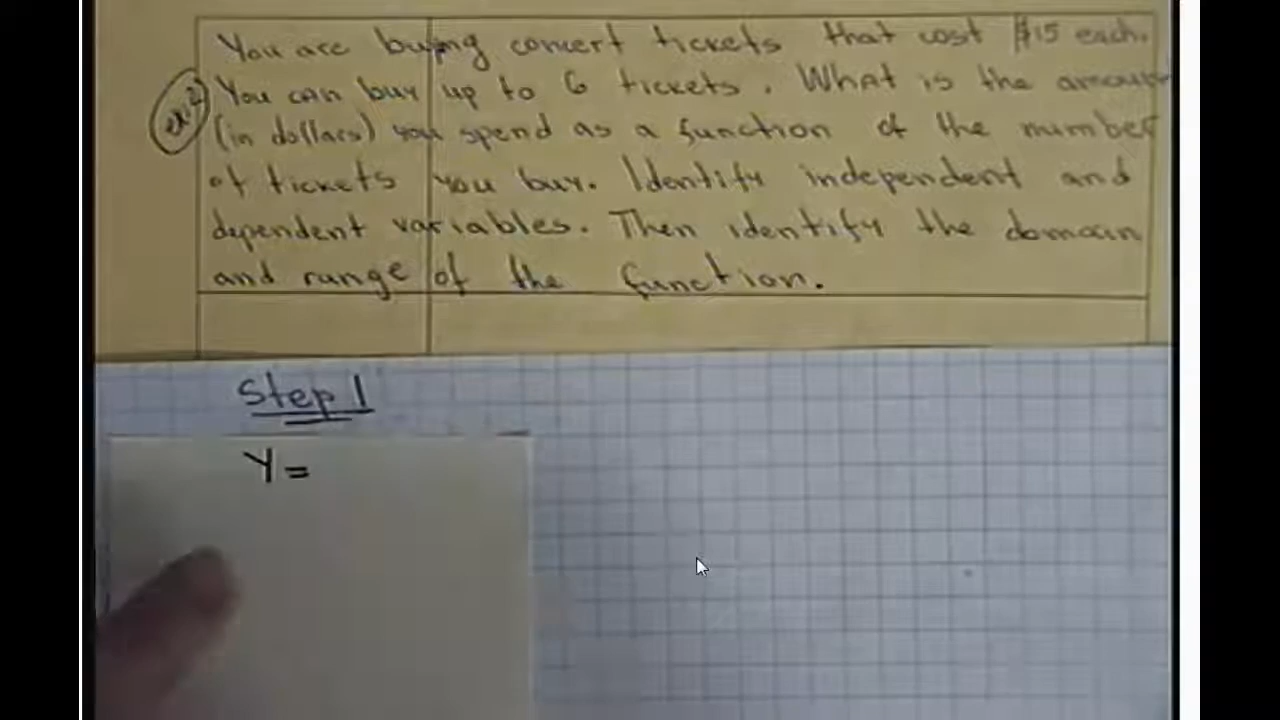 You are buying concert tickets that cost $15 each.
ex. 2 You can buy up to 6 tickets. What is the amount
(in dollars) you spend as a function of the number
of tickets you buy. Identify independent and
dependent variables. Then identify the domain
and range of the function.
Step 1
Y =